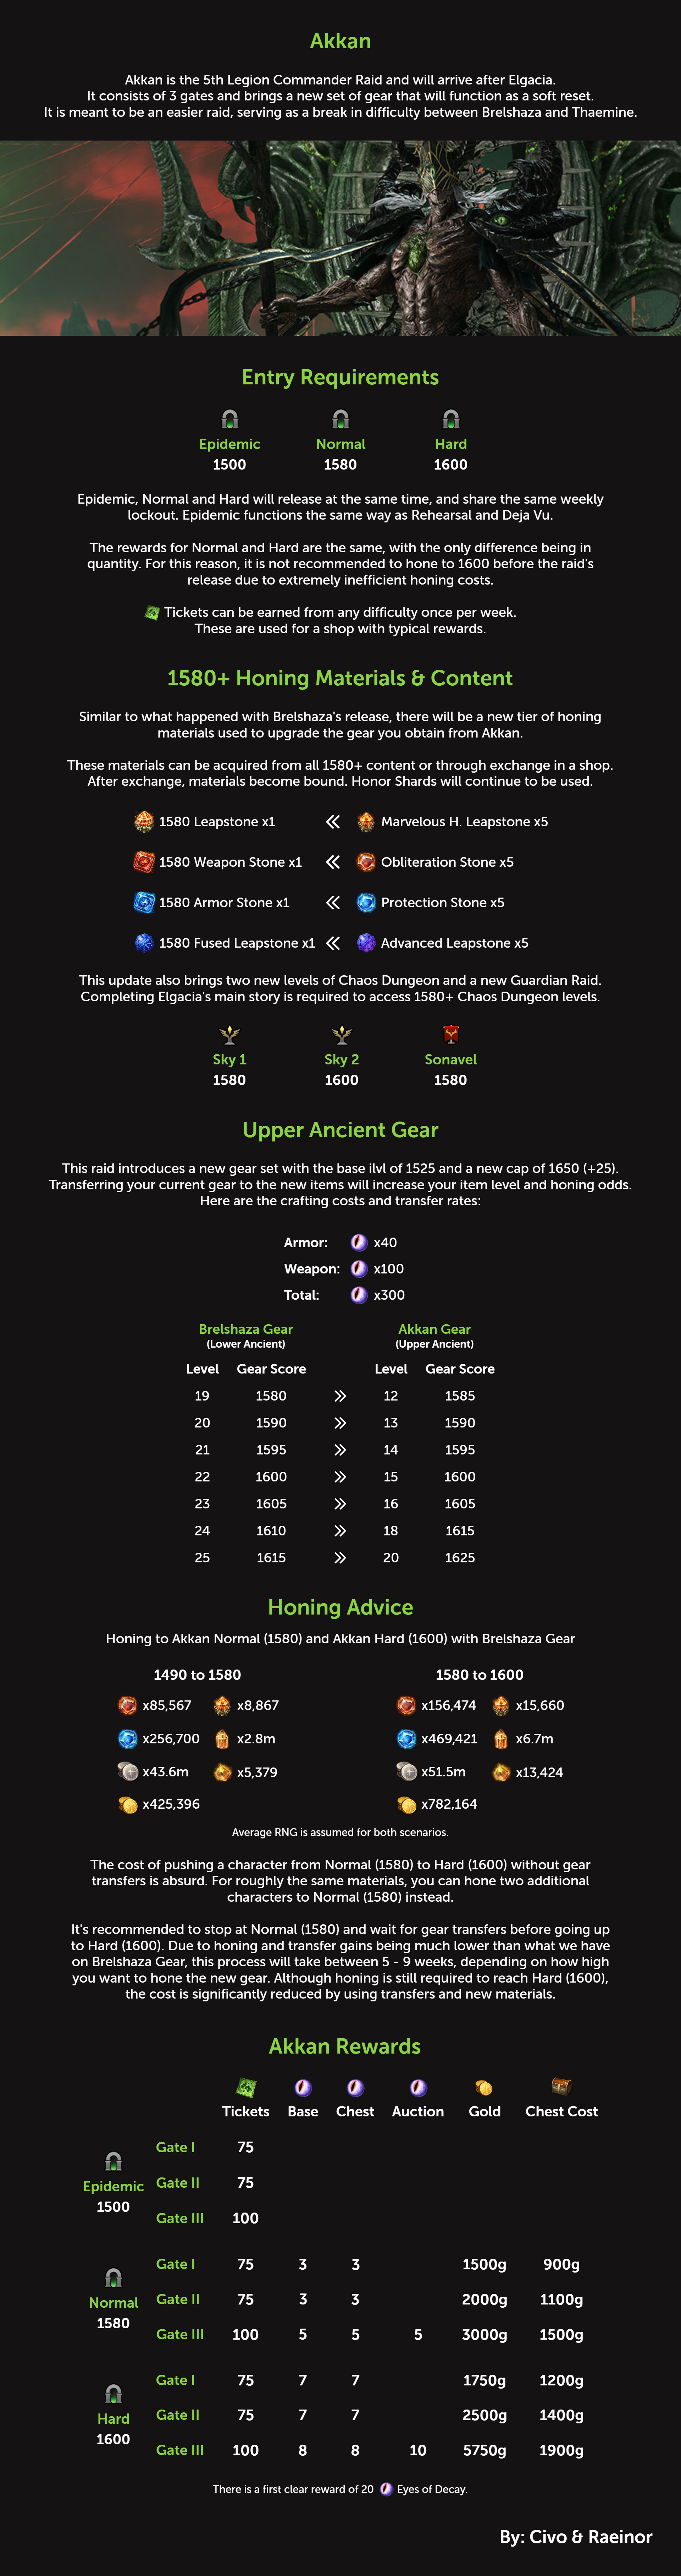 Akkan
Akkan is the 5th Legion Commander Raid and will arrive after Elgacia.
It consists of 3 gates and brings a new set of gear that will function as a soft reset.
It is meant to be an easier raid, serving as a break in difficulty between Brelshaza and Thaemine.
Entry Requirements
Epidemic Normal Hard
1500 1580 1600
Epidemic, Normal and Hard will release at the same time, and share the same weekly
lockout. Epidemic functions the same way as Rehearsal and Deja Vu.
The rewards for Normal and Hard are the same, with the only difference being in
quantity. For this reason, it is not recommended to hone to 1600 before the raid's
release due to extremely inefficient honing costs.
Tickets can be earned from any difficulty once per week.
These are used for a shop with typical rewards.
1580+ Honing Materials & Content
Similar to what happened with Brelshaza's release, there will be a new tier of honing
materials used to upgrade the gear you obtain from Akkan.
These materials can be acquired from all 1580+ content or through exchange in a shop.
After exchange, materials become bound. Honor Shards will continue to be used.
1580 Leapstone x1 Marvelous H. Leapstone x5
1580 Weapon Stone x1 Obliteration Stone x5
1580 Armor Stone x1 Protection Stone x5
1580 Fused Leapstone x1 Advanced Leapstone x5
This update also brings two new levels of Chaos Dungeon and a new Guardian Raid.
Completing Elgacia's main story is required to access 1580+ Chaos Dungeon levels.
Sky 1 Sky 2 Sonavel
1580 1600 1580
Upper Ancient Gear
This raid introduces a new gear set with the base ilvl of 1525 and a new cap of 1650 (+25).
Transferring your current gear to the new items will increase your item level and honing odds.
Here are the crafting costs and transfer rates:
Armor: x40
Weapon: x100
Total: x300
Brelshaza Gear Akkan Gear
(Lower Ancient) (Upper Ancient)
Level Gear Score Level Gear Score
19 1580 12 1585
20 1590 13 1590
21 1595 14 1595
22 1600 15 1600
23 1605 16 1605
24 1610 18 1615
25 1615 20 1625
Honing Advice
Honing to Akkan Normal (1580) and Akkan Hard (1600) with Brelshaza Gear
1490 to 1580 1580 to 1600
x85,567 x8,867 x156,474 x15,660
x256,700 x2.8m x469,421 x6.7m
x43.6m x5,379 x51.5m x13,424
x425,396 x782,164
Average RNG is assumed for both scenarios.
The cost of pushing a character from Normal (1580) to Hard (1600) without gear
transfers is absurd. For roughly the same materials, you can hone two additional
characters to Normal (1580) instead.
It's recommended to stop at Normal (1580) and wait for gear transfers before going up
to Hard (1600). Due to honing and transfer gains being much lower than what we have
on Brelshaza Gear, this process will take between 5 - 9 weeks, depending on how high
you want to hone the new gear. Although honing is still required to reach Hard (1600),
the cost is significantly reduced by using transfers and new materials.
Akkan Rewards
Tickets Base Chest Auction Gold Chest Cost
Epidemic
1500
Gate I 75
Gate II 75
Gate III 100
Normal
1580
Gate I 75 3 3 1500g 900g
Gate II 75 3 3 2000g 1100g
Gate III 100 5 5 5 3000g 1500g
Hard
1600
Gate I 75 7 7 1750g 1200g
Gate II 75 7 7 2500g 1400g
Gate III 100 8 8 10 5750g 1900g
There is a first clear reward of 20 Eyes of Decay.
By: Civo & Raeinor